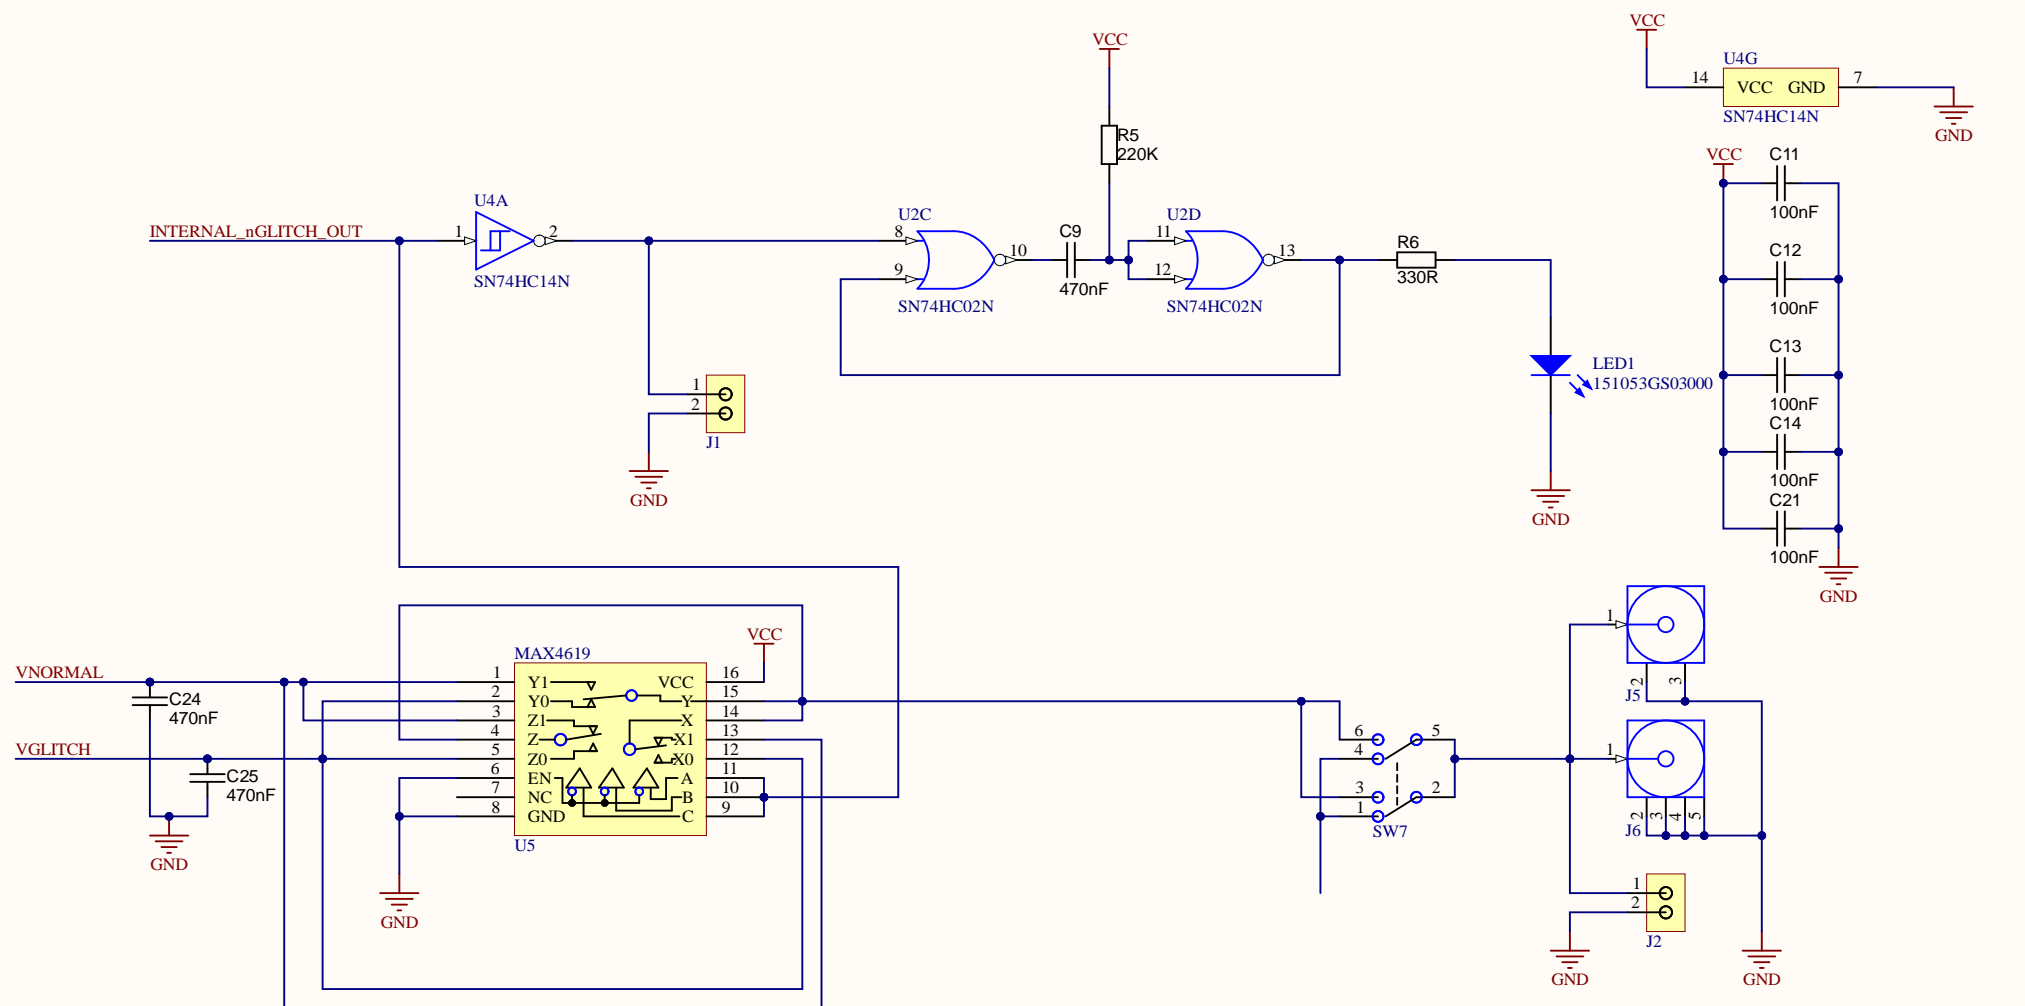 VCC
U4G
14 VCC GND 7
SN74HC14N
GND
VCC
R5
220K
VCC
C11
100nF
C12
100nF
C13
100nF
C14
100nF
C21
100nF
GND
INTERNAL_nGLITCH_OUT
U4A
1 2
SN74HC14N
U2C
8
9
10
SN74HC02N
C9
470nF
U2D
11
12
13
SN74HC02N
R6
330R
LED1
151053GS03000
GND
1
2
J1
GND
VNORMAL
C24
470nF
VGLITCH
C25
470nF
GND
MAX4619
VCC
1 Y1 VCC 16
2 Y0 Y 15
3 Z1 X 14
4 Z X1 13
5 Z0 X0 12
6 EN A 11
7 NC B 10
8 GND C 9
U5
GND
6 5
4
3 2
1
SW7
1
2 3
J5
1
2 3 4 5
J6
1
2
J2
GND
GND